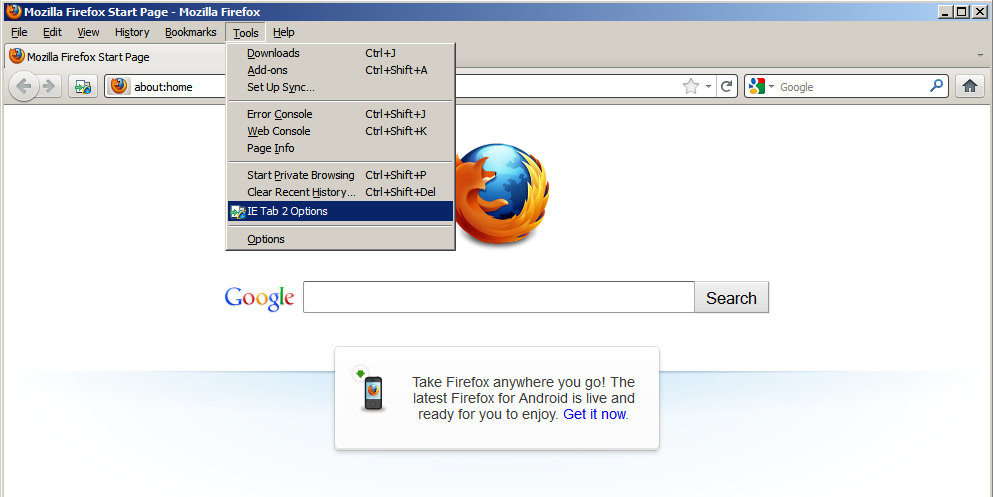 Mozilla Firefox Start Page - Mozilla Firefox
File Edit View History Bookmarks Tools Help
Mozilla Firefox Start Page
about:home
Google
Downloads Ctrl+J
Add-ons Ctrl+Shift+A
Set Up Sync...
Error Console Ctrl+Shift+J
Web Console Ctrl+Shift+K
Page Info
Start Private Browsing Ctrl+Shift+P
Clear Recent History... Ctrl+Shift+Del
IE Tab 2 Options
Options
Google Search
Take Firefox anywhere you go! The
latest Firefox for Android is live and
ready for you to enjoy. Get it now.